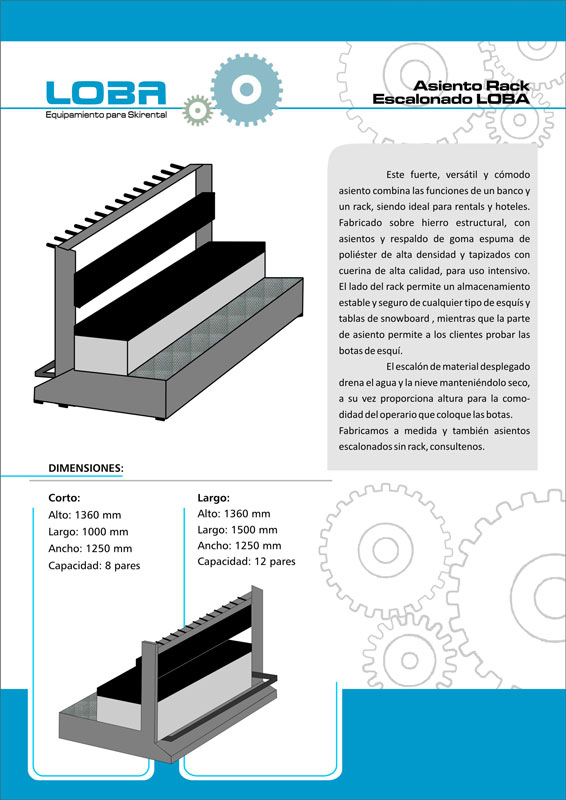 LOBA
Equipamiento para Skirental
Asiento Rack
Escalonado LOBA
Este fuerte, versátil y cómodo
asiento combina las funciones de un banco y
un rack, siendo ideal para rentals y hoteles.
Fabricado sobre hierro estructural, con
asientos y respaldo de goma espuma de
poliéster de alta densidad y tapizados con
cuerina de alta calidad, para uso intensivo.
El lado del rack permite un almacenamiento
estable y seguro de cualquier tipo de esquís y
tablas de snowboard , mientras que la parte
de asiento permite a los clientes probar las
botas de esquí.
El escalón de material desplegado
drena el agua y la nieve manteniéndolo seco,
a su vez proporciona altura para la como-
didad del operario que coloque las botas.
Fabricamos a medida y también asientos
escalonados sin rack, consultenos.
DIMENSIONES:
Corto:
Alto: 1360 mm
Largo: 1000 mm
Ancho: 1250 mm
Capacidad: 8 pares
Largo:
Alto: 1360 mm
Largo: 1500 mm
Ancho: 1250 mm
Capacidad: 12 pares